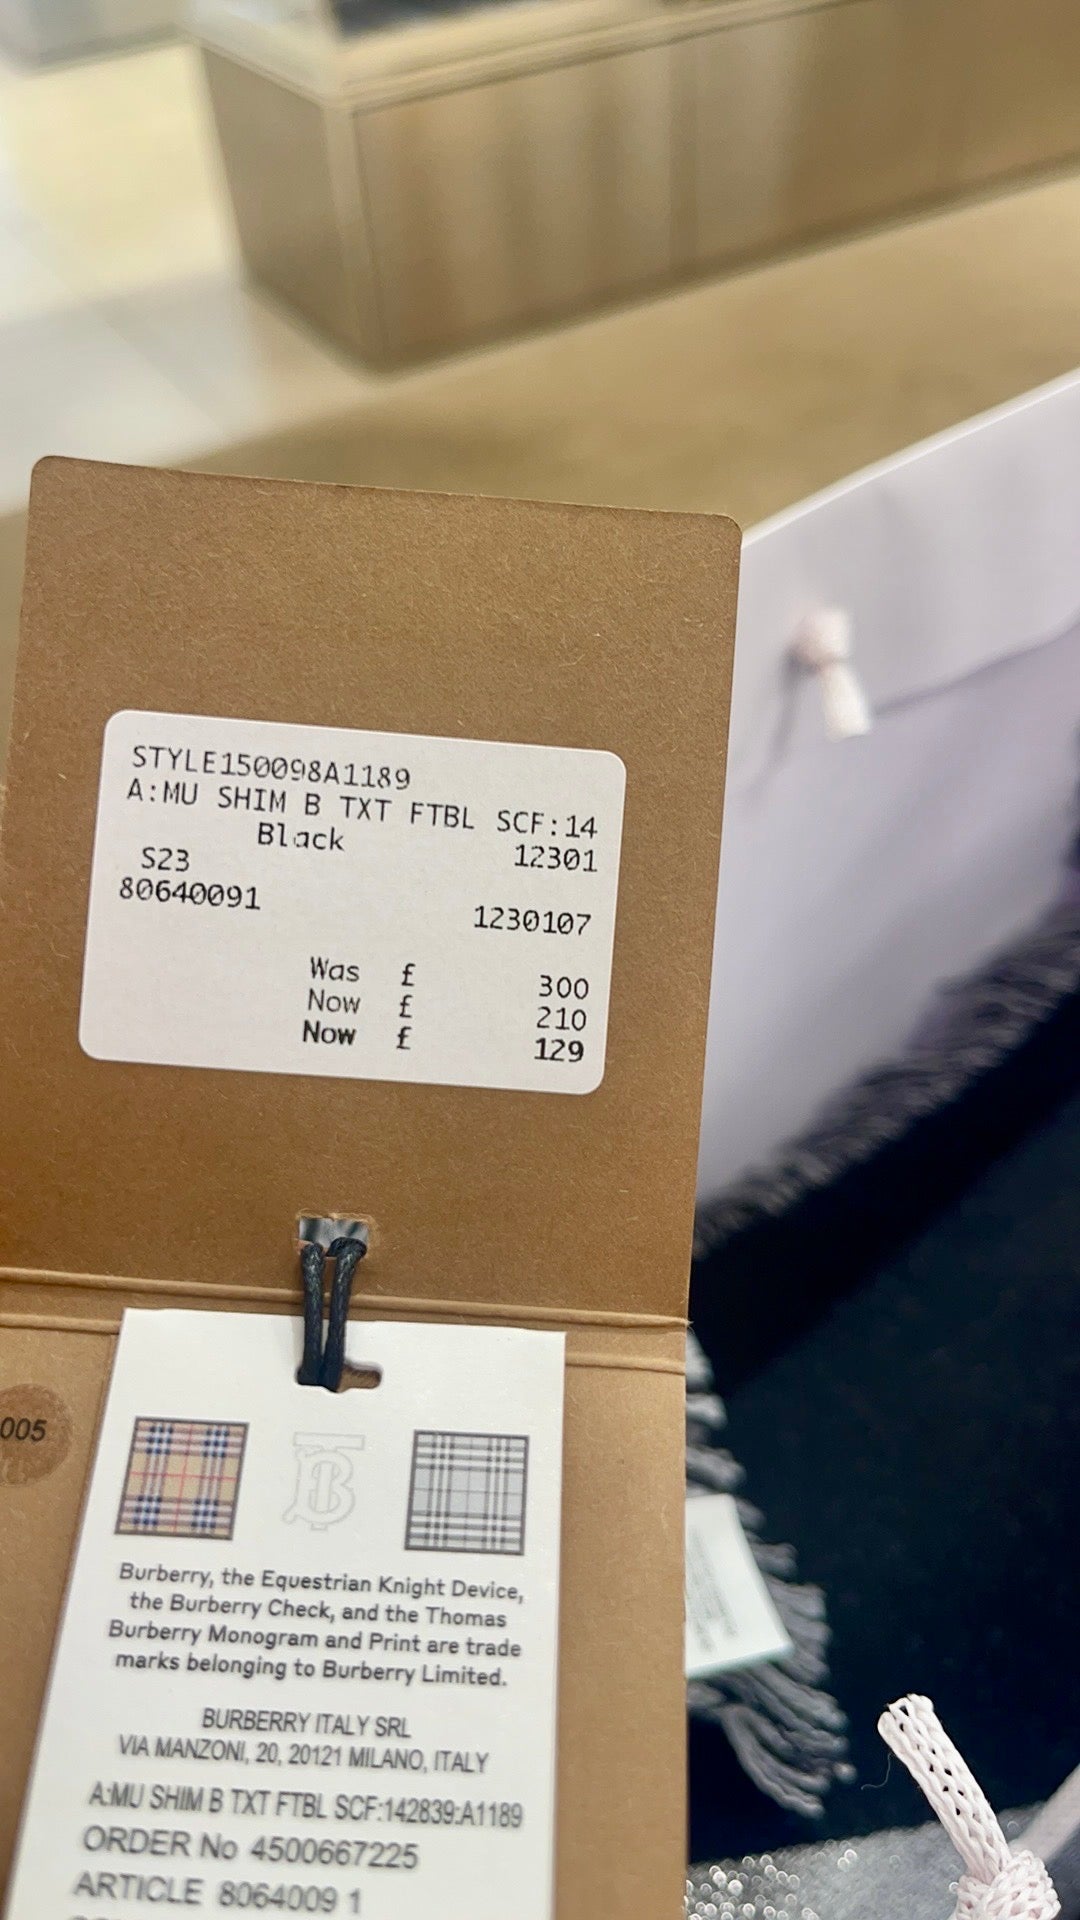 STYLE150098A1189
A:MU SHIM B TXT FTBL SCF:14
Black 12301
S23
80640091
1230107
Was £ 300
Now £ 210
Now £ 129
005
B
Burberry, the Equestrian Knight Device,
the Burberry Check, and the Thomas
Burberry Monogram and Print are trade
marks belonging to Burberry Limited.
BURBERRY ITALY SRL
VIA MANZONI, 20, 20121 MILANO, ITALY
A:MU SHIM B TXT FTBL SCF:142839:A1189
ORDER No 4500667225
ARTICLE 8064009 1